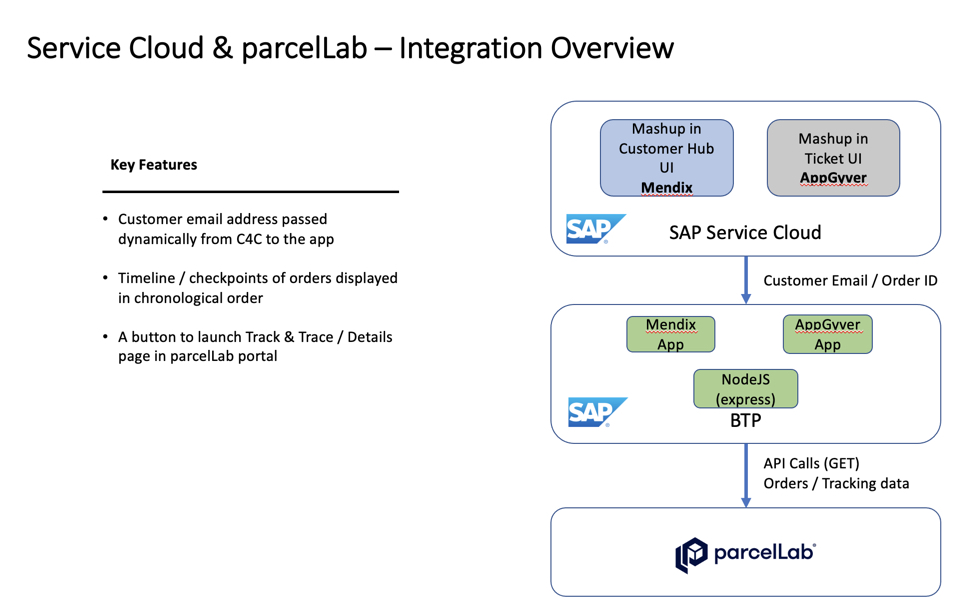 Service Cloud & parcelLab – Integration Overview
Key Features
• Customer email address passed
dynamically from C4C to the app
• Timeline / checkpoints of orders displayed
in chronological order
• A button to launch Track & Trace / Details
page in parcelLab portal
Mashup in
Customer Hub
UI
Mendix
Mashup in
Ticket UI
AppGyver
SAP
SAP Service Cloud
Customer Email / Order ID
Mendix
App
AppGyver
App
NodeJS
(express)
SAP
BTP
API Calls (GET)
Orders / Tracking data
parcelLab